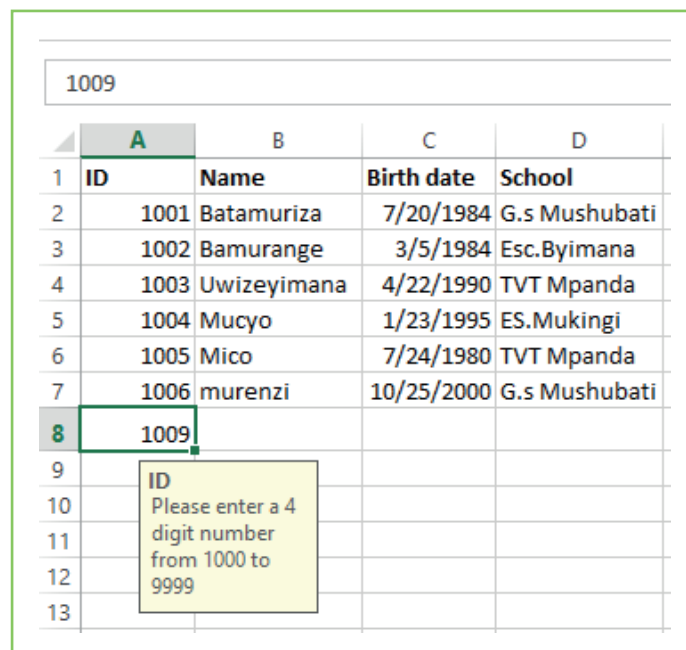 1009
A B C D
1 ID Name Birth date School
2 1001 Batamuriza 7/20/1984 G.s Mushubati
3 1002 Bamurange 3/5/1984 Esc.Byimana
4 1003 Uwizeyimana 4/22/1990 TVT Mpanda
5 1004 Mucyo 1/23/1995 ES.Mukingi
6 1005 Mico 7/24/1980 TVT Mpanda
7 1006 murenzi 10/25/2000 G.s Mushubati
8 1009
9
ID
10
Please enter a 4
11
digit number
from 1000 to
12
9999
13